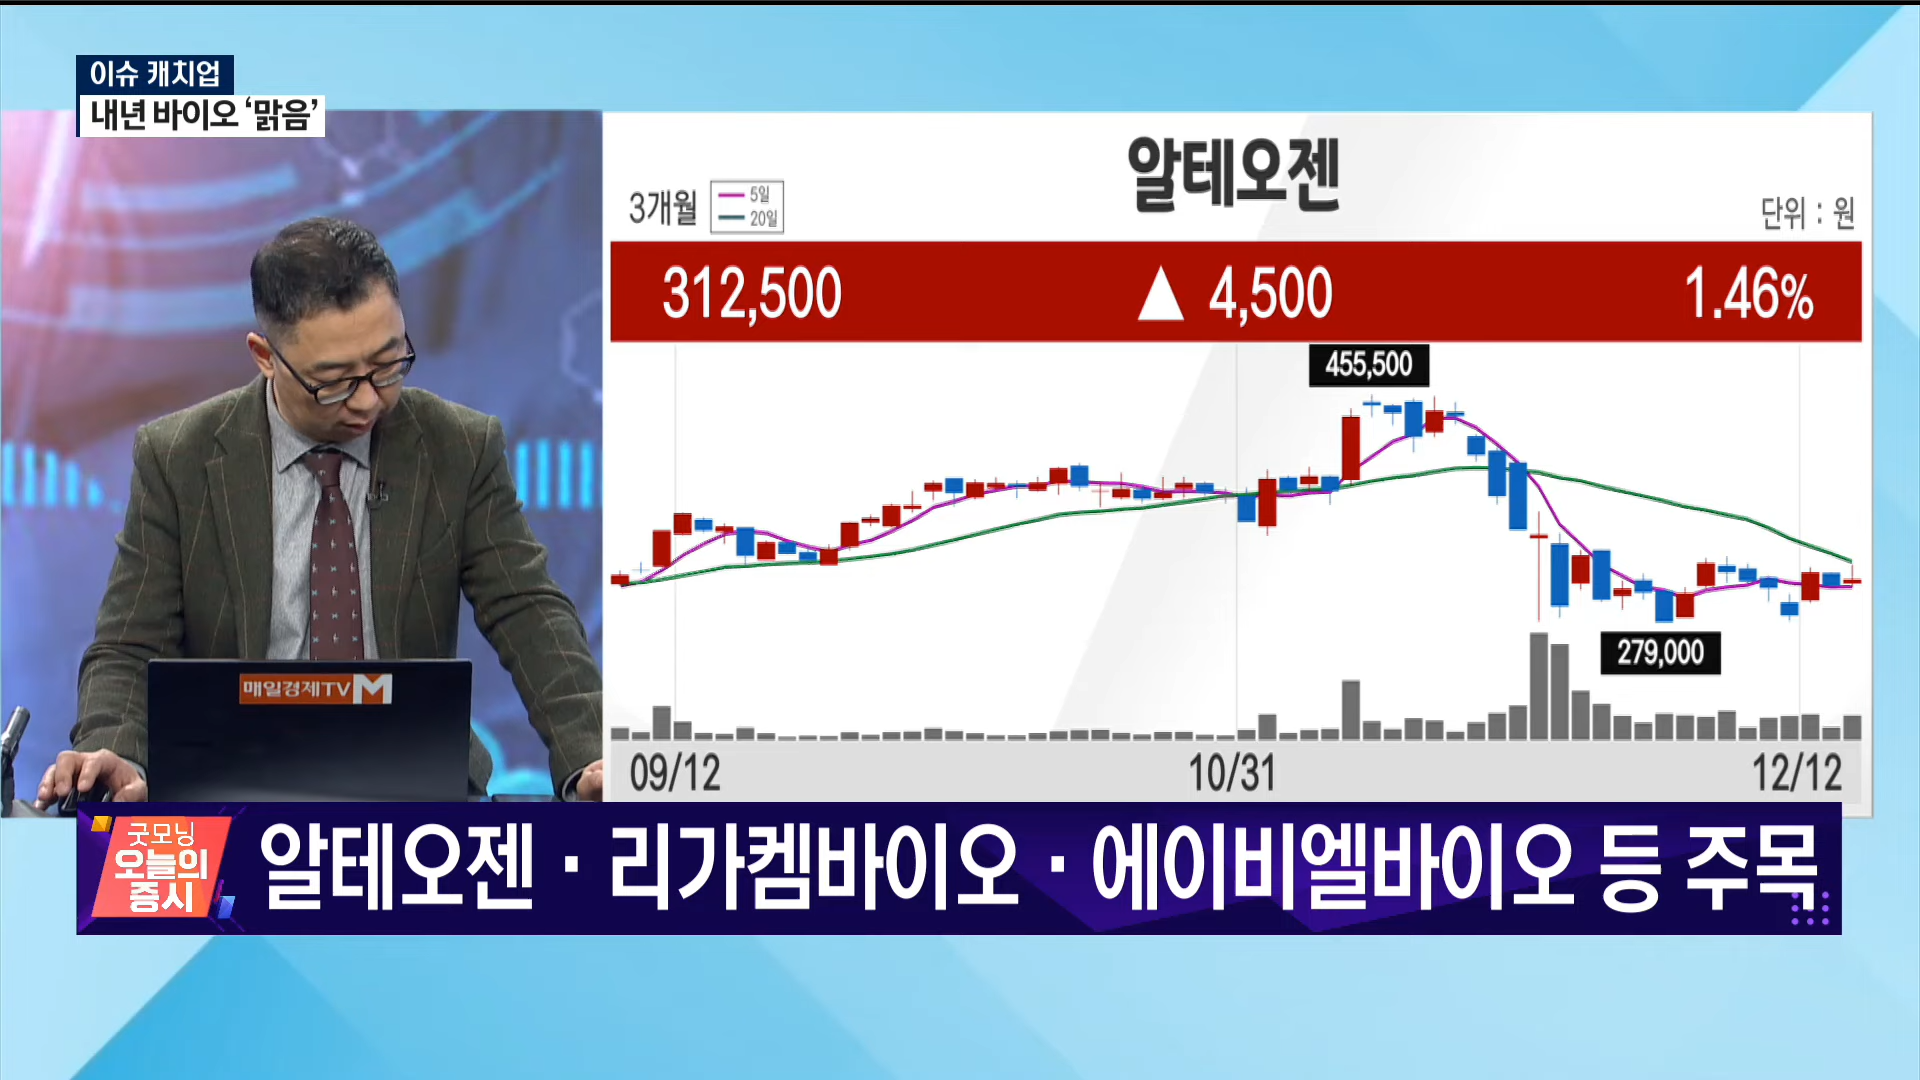 이슈 캐치업
내년 바이오 ‘맑음’
알테오젠
3개월
5일
20일
단위 : 원
312,500 ▲ 4,500 1.46%
455,500
279,000
09/12 10/31 12/12
매일경제TV M
굿모닝
오늘의
증시
알테오젠 · 리가켐바이오 · 에이비엘바이오 등 주목